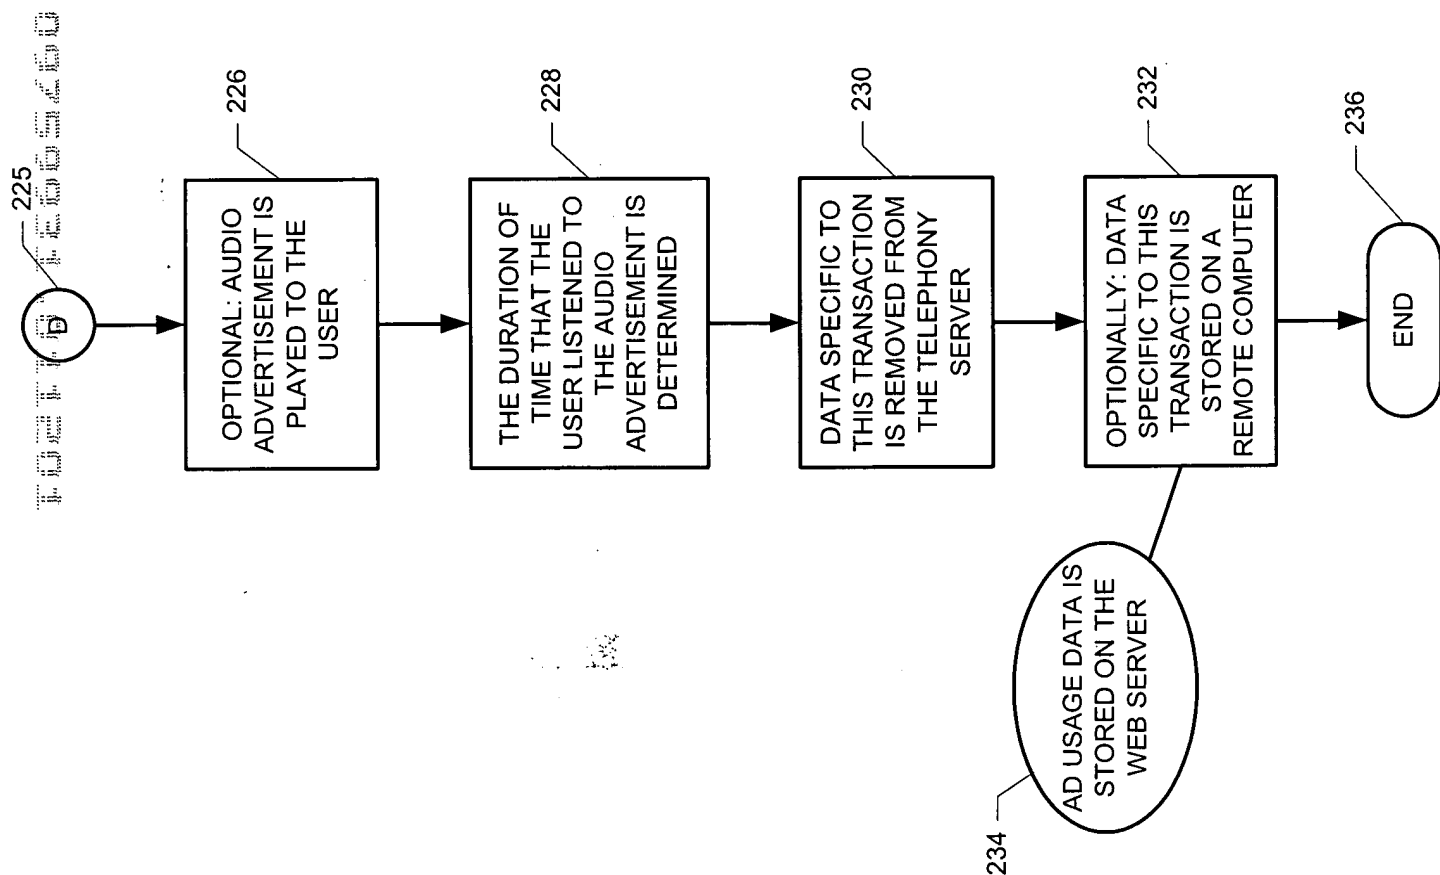 225
D
226
OPTIONAL: AUDIO
ADVERTISEMENT IS
PLAYED TO THE
USER
228
THE DURATION OF
TIME THAT THE
USER LISTENED TO
THE AUDIO
ADVERTISEMENT IS
DETERMINED
230
DATA SPECIFIC TO
THIS TRANSACTION
IS REMOVED FROM
THE TELEPHONY
SERVER
232
OPTIONALLY: DATA
SPECIFIC TO THIS
TRANSACTION IS
STORED ON A
REMOTE COMPUTER
234
AD USAGE DATA IS
STORED ON THE
WEB SERVER
236
END